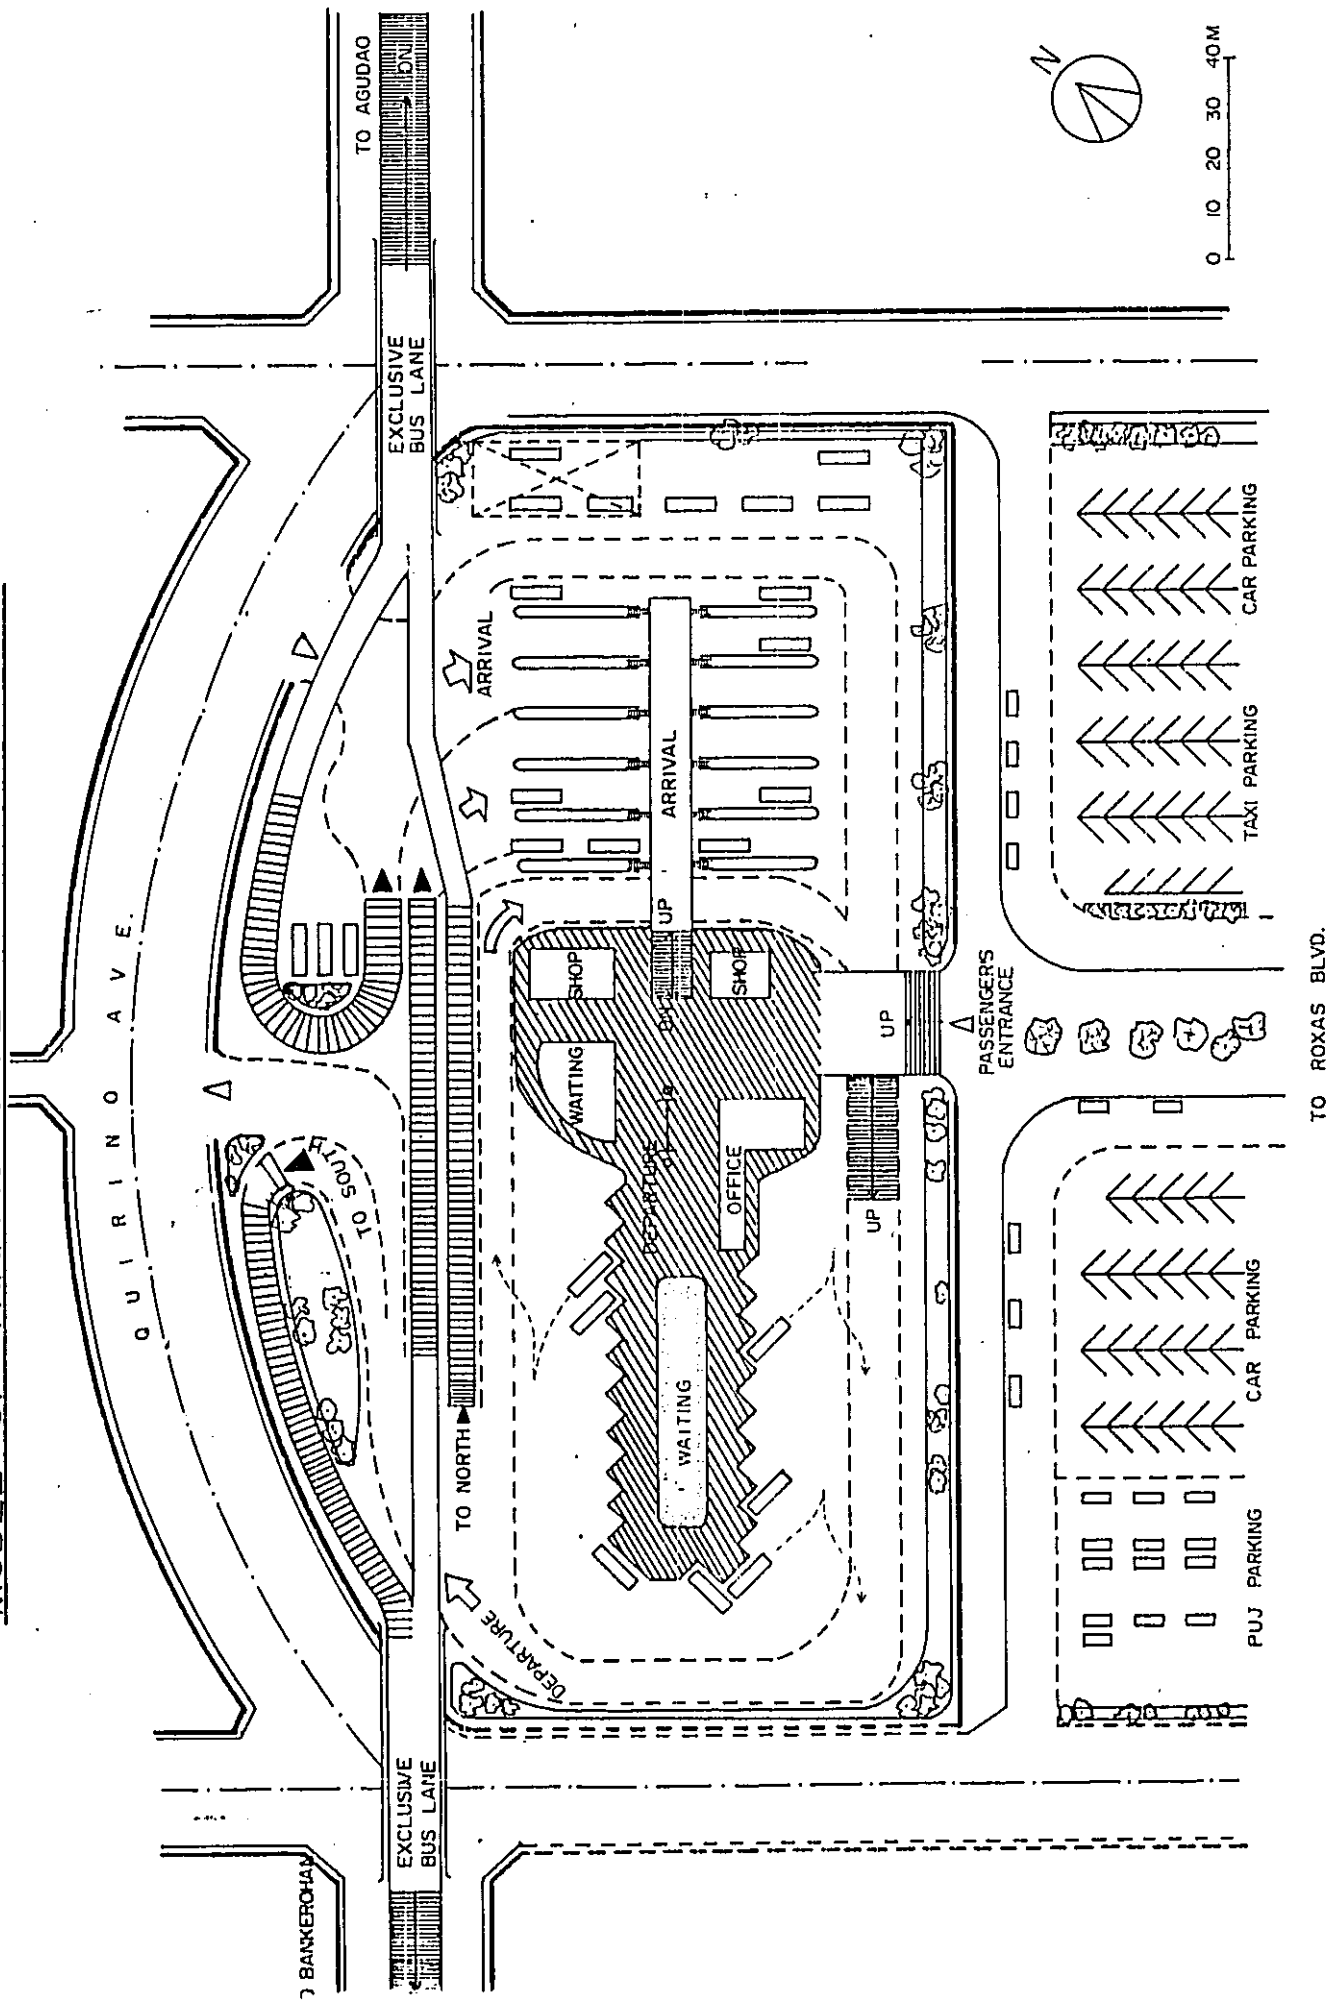 TO AGUDAO
DN
N
0 10 20 30 40M
EXCLUSIVE
BUS LANE
ARRIVAL
ARRIVAL
UP
SHOP
SHOP
DN
WAITING
DEPARTURE
OFFICE
WAITING
UP
UP
PASSENGERS
ENTRANCE
CAR PARKING
TAXI PARKING
CAR PARKING
PUJ PARKING
TO ROXAS BLVD.
QUIRINO AVE.
TO SOUTH
TO NORTH
DEPARTURE
EXCLUSIVE
BUS LANE